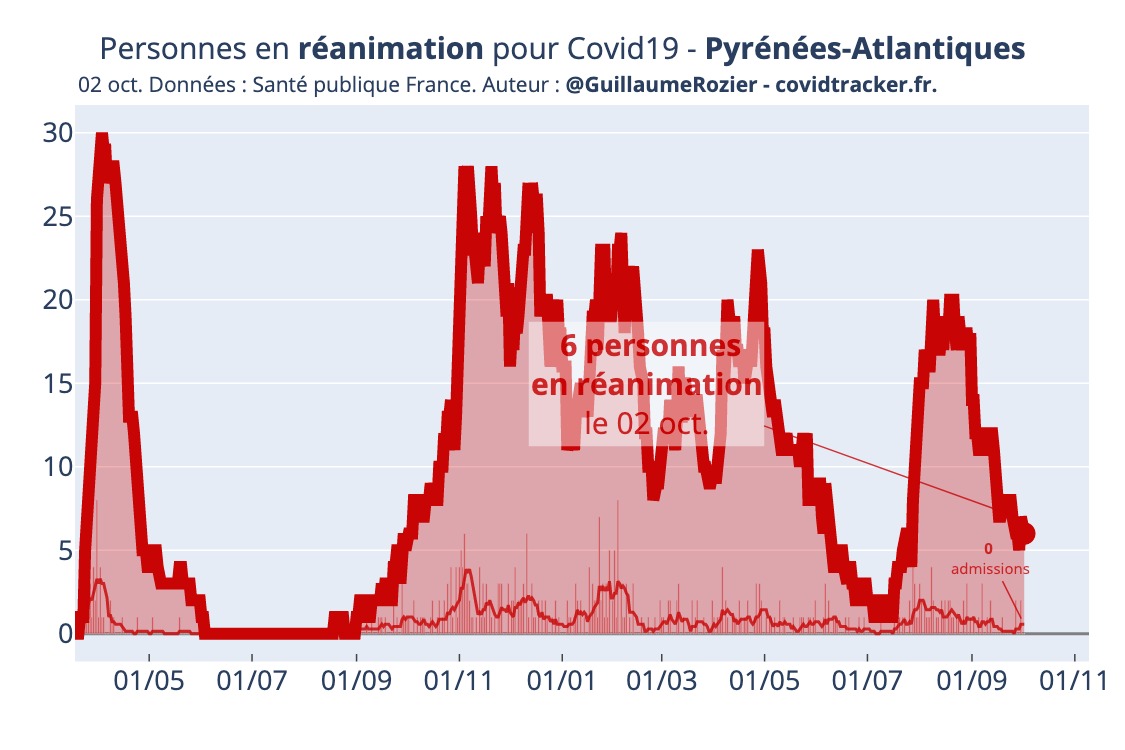 Personnes en réanimation pour Covid19 - Pyrénées-Atlantiques
02 oct. Données : Santé publique France. Auteur : @GuillaumeRozier - covidtracker.fr.
30
25
20
15
10
5
0
6 personnes
en réanimation
le 02 oct.
0
admissions
01/05 01/07 01/09 01/11 01/01 01/03 01/05 01/07 01/09 01/11